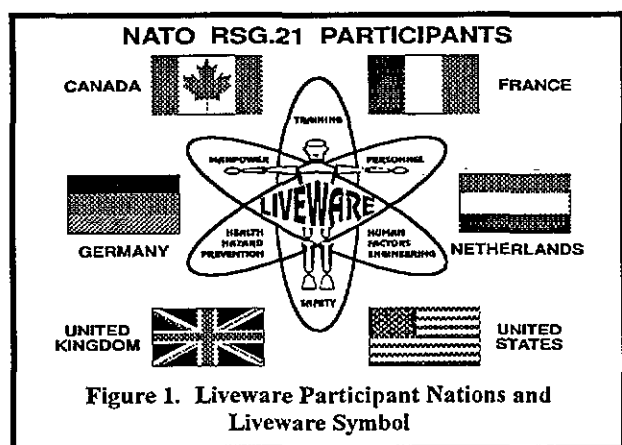 NATO RSG.21 PARTICIPANTS
CANADA
FRANCE
TRAINING
MANPOWER
PERSONNEL
LIVEWARE
GERMANY
HEALTH
HAZARD
PREVENTION
HUMAN
FACTORS
ENGINEERING
NETHERLANDS
SAFETY
UNITED
KINGDOM
UNITED
STATES
Figure 1. Liveware Participant Nations and
Liveware Symbol